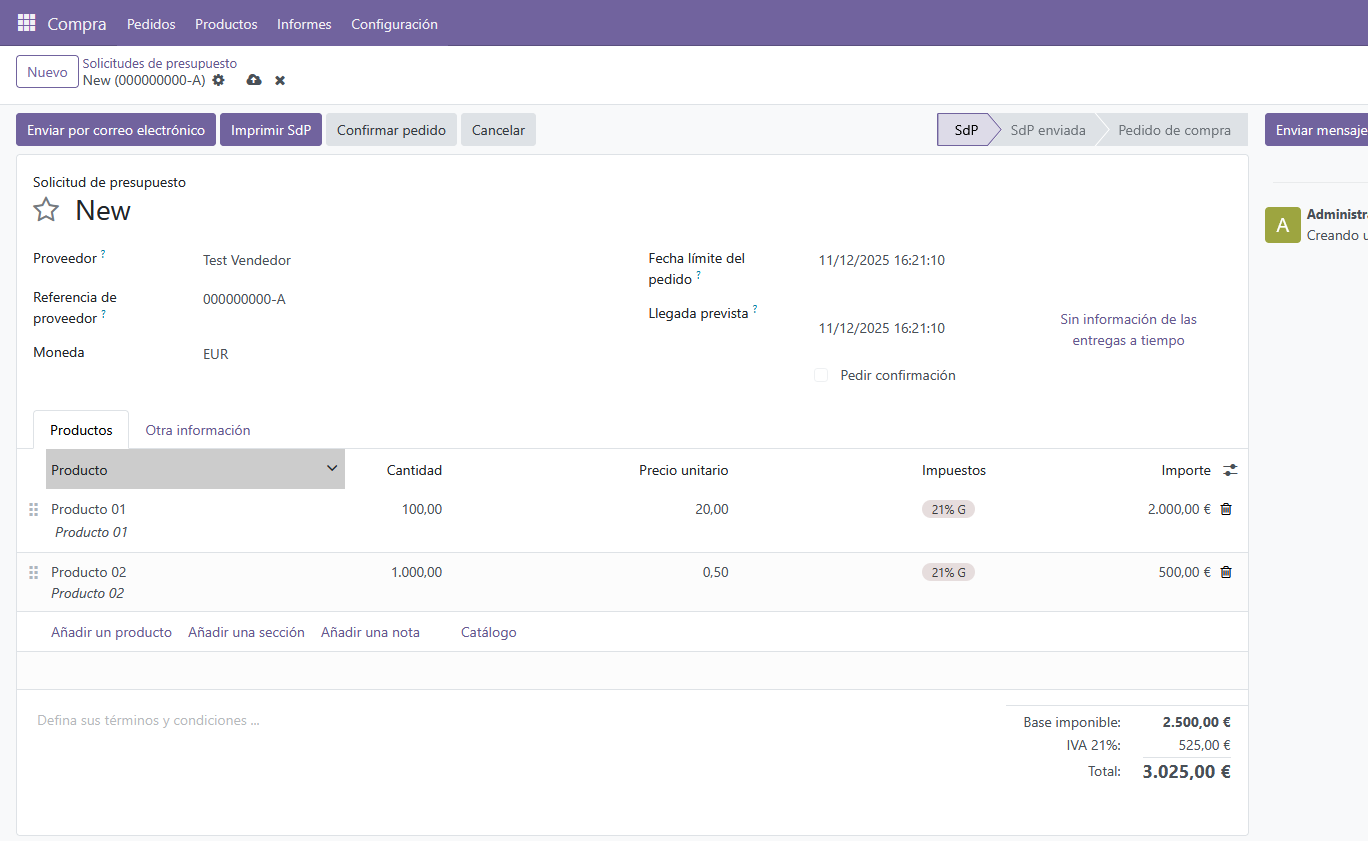 Compra Pedidos Productos Informes Configuración
Nuevo
Solicitudes de presupuesto
New (000000000-A)
Enviar por correo electrónico Imprimir SdP Confirmar pedido Cancelar
SdP SdP enviada Pedido de compra
Enviar mensaje
Solicitud de presupuesto
New
Proveedor ? Test Vendedor
Referencia de
proveedor ? 000000000-A
Moneda EUR
Fecha límite del
pedido ? 11/12/2025 16:21:10
Llegada prevista ? 11/12/2025 16:21:10
Sin información de las
entregas a tiempo
Pedir confirmación
A
Administr
Creando u
Productos Otra información
Producto Cantidad Precio unitario Impuestos Importe
Producto 01 100,00 20,00 21% G 2.000,00 €
Producto 01
Producto 02 1.000,00 0,50 21% G 500,00 €
Producto 02
Añadir un producto Añadir una sección Añadir una nota Catálogo
Defina sus términos y condiciones ...
Base imponible: 2.500,00 €
IVA 21%: 525,00 €
Total: 3.025,00 €